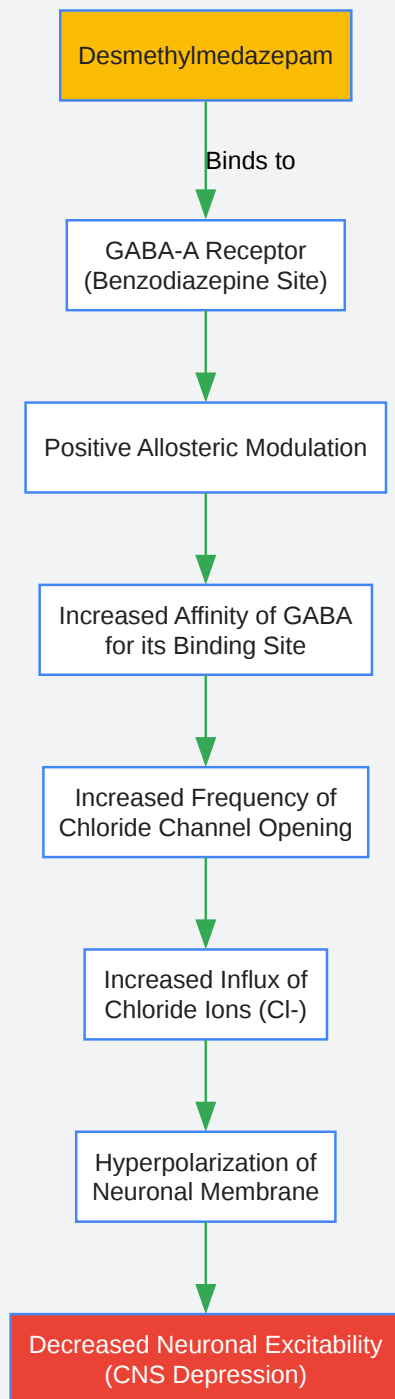 Desmethylmedazepam
Binds to
GABA-A Receptor
(Benzodiazepine Site)
Positive Allosteric Modulation
Increased Affinity of GABA
for its Binding Site
Increased Frequency of
Chloride Channel Opening
Increased Influx of
Chloride Ions (Cl-)
Hyperpolarization of
Neuronal Membrane
Decreased Neuronal Excitability
(CNS Depression)